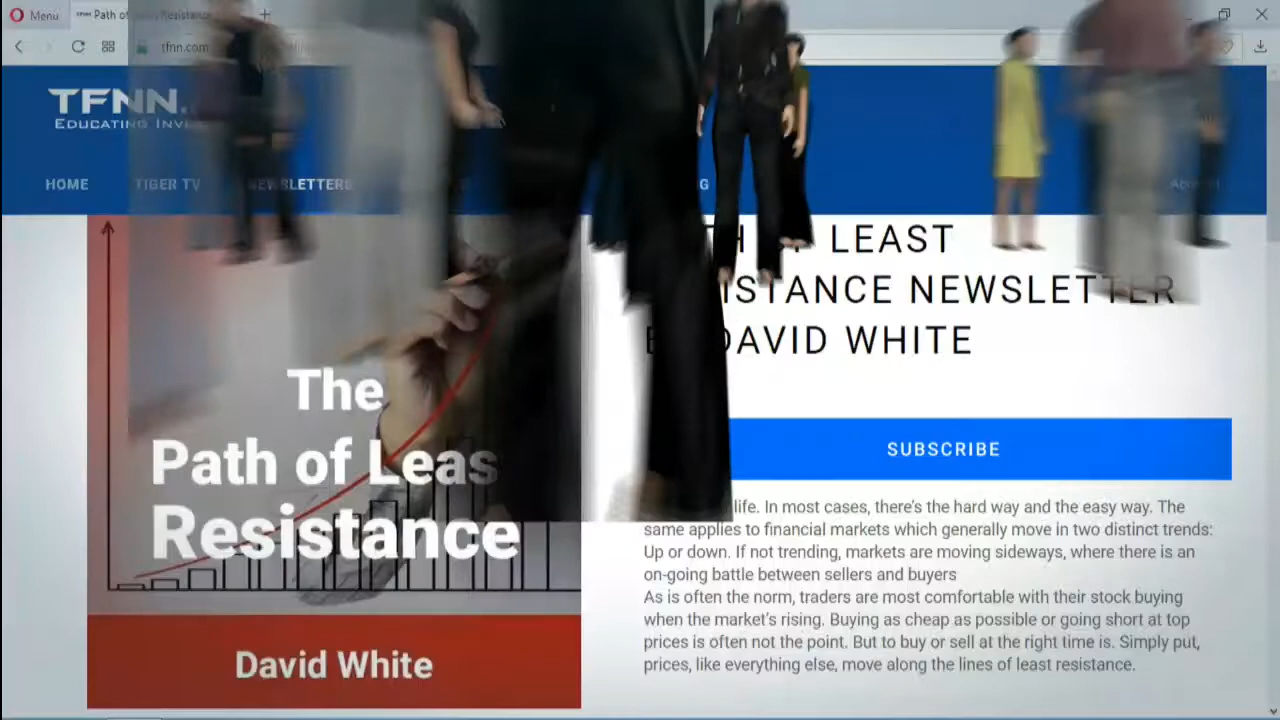 Menu
Path of Resistance
tfnn.com
TFNN.
EDUCATING
HOME
TIGER TV
NEWSLETTERS
LEAST
NEWSLETTER
DAVID WHITE
SUBSCRIBE
The
Path of Leas
Resistance
David White
life. In most cases, there's the hard way and the easy way. The
same applies to financial markets which generally move in two distinct trends:
Up or down. If not trending, markets are moving sideways, where there is an
on-going battle between sellers and buyers
As is often the norm, traders are most comfortable with their stock buying
when the market's rising. Buying as cheap as possible or going short at top
prices is often not the point. But to buy or sell at the right time is. Simply put,
prices, like everything else, move along the lines of least resistance.